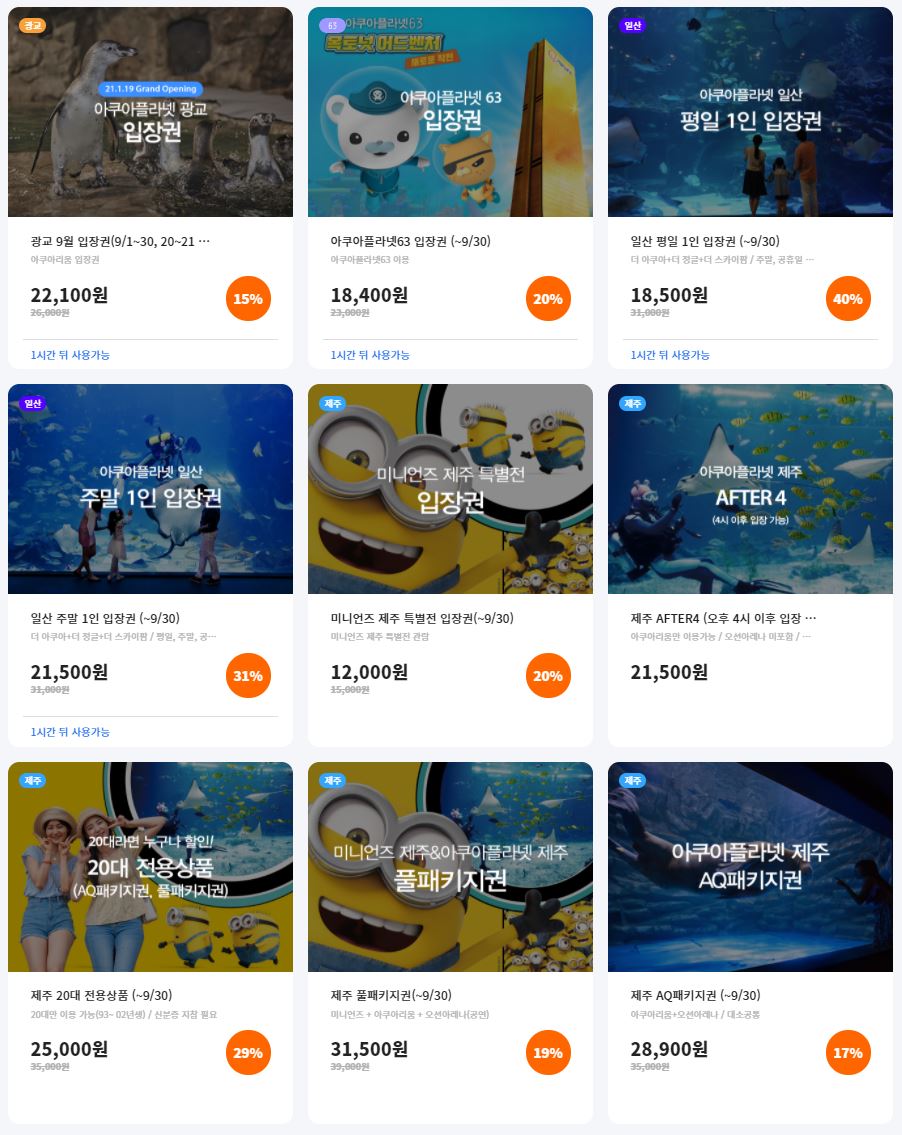 광교
21.1.19 Grand Opening
아쿠아플라넷 광교
입장권
광교 9월 입장권(9/1~30, 20~21 ···
아쿠아리움 입장권
22,100원
26,000원
15%
1시간 뒤 사용가능
63
아쿠아플라넷63
옥토넛 어드벤처
새로운 작전
아쿠아플라넷 63
입장권
아쿠아플라넷63 입장권 (~9/30)
아쿠아플라넷63 이용
18,400원
23,000원
20%
1시간 뒤 사용가능
일산
아쿠아플라넷 일산
평일 1인 입장권
일산 평일 1인 입장권 (~9/30)
더 아쿠아+더 정글+더 스카이팜 / 주말, 공휴일 ···
18,500원
31,000원
40%
1시간 뒤 사용가능
일산
아쿠아플라넷 일산
주말 1인 입장권
일산 주말 1인 입장권 (~9/30)
더 아쿠아+더 정글+더 스카이팜 / 평일, 주말, 공···
21,500원
31,000원
31%
1시간 뒤 사용가능
제주
미니언즈 제주 특별전
입장권
미니언즈 제주 특별전 입장권(~9/30)
미니언즈 제주 특별전 관람
12,000원
15,000원
20%
제주
아쿠아플라넷 제주
AFTER 4
(4시 이후 입장 가능)
제주 AFTER4 (오후 4시 이후 입장 ···
아쿠아리움만 이용가능 / 오션아레나 미포함 / ···
21,500원
제주
20대라면 누구나 할인!
20대 전용상품
(AQ패키지권, 풀패키지권)
제주 20대 전용상품 (~9/30)
20대만 이용 가능(93~ 02년생) / 신분증 지참 필요
25,000원
35,000원
29%
제주
미니언즈 제주&아쿠아플라넷 제주
풀패키지권
제주 풀패키지권(~9/30)
미니언즈 + 아쿠아리움 + 오션아레나(공연)
31,500원
39,000원
19%
제주
아쿠아플라넷 제주
AQ패키지권
제주 AQ패키지권 (~9/30)
아쿠아리움+오션아레나 / 대소공통
28,900원
35,000원
17%